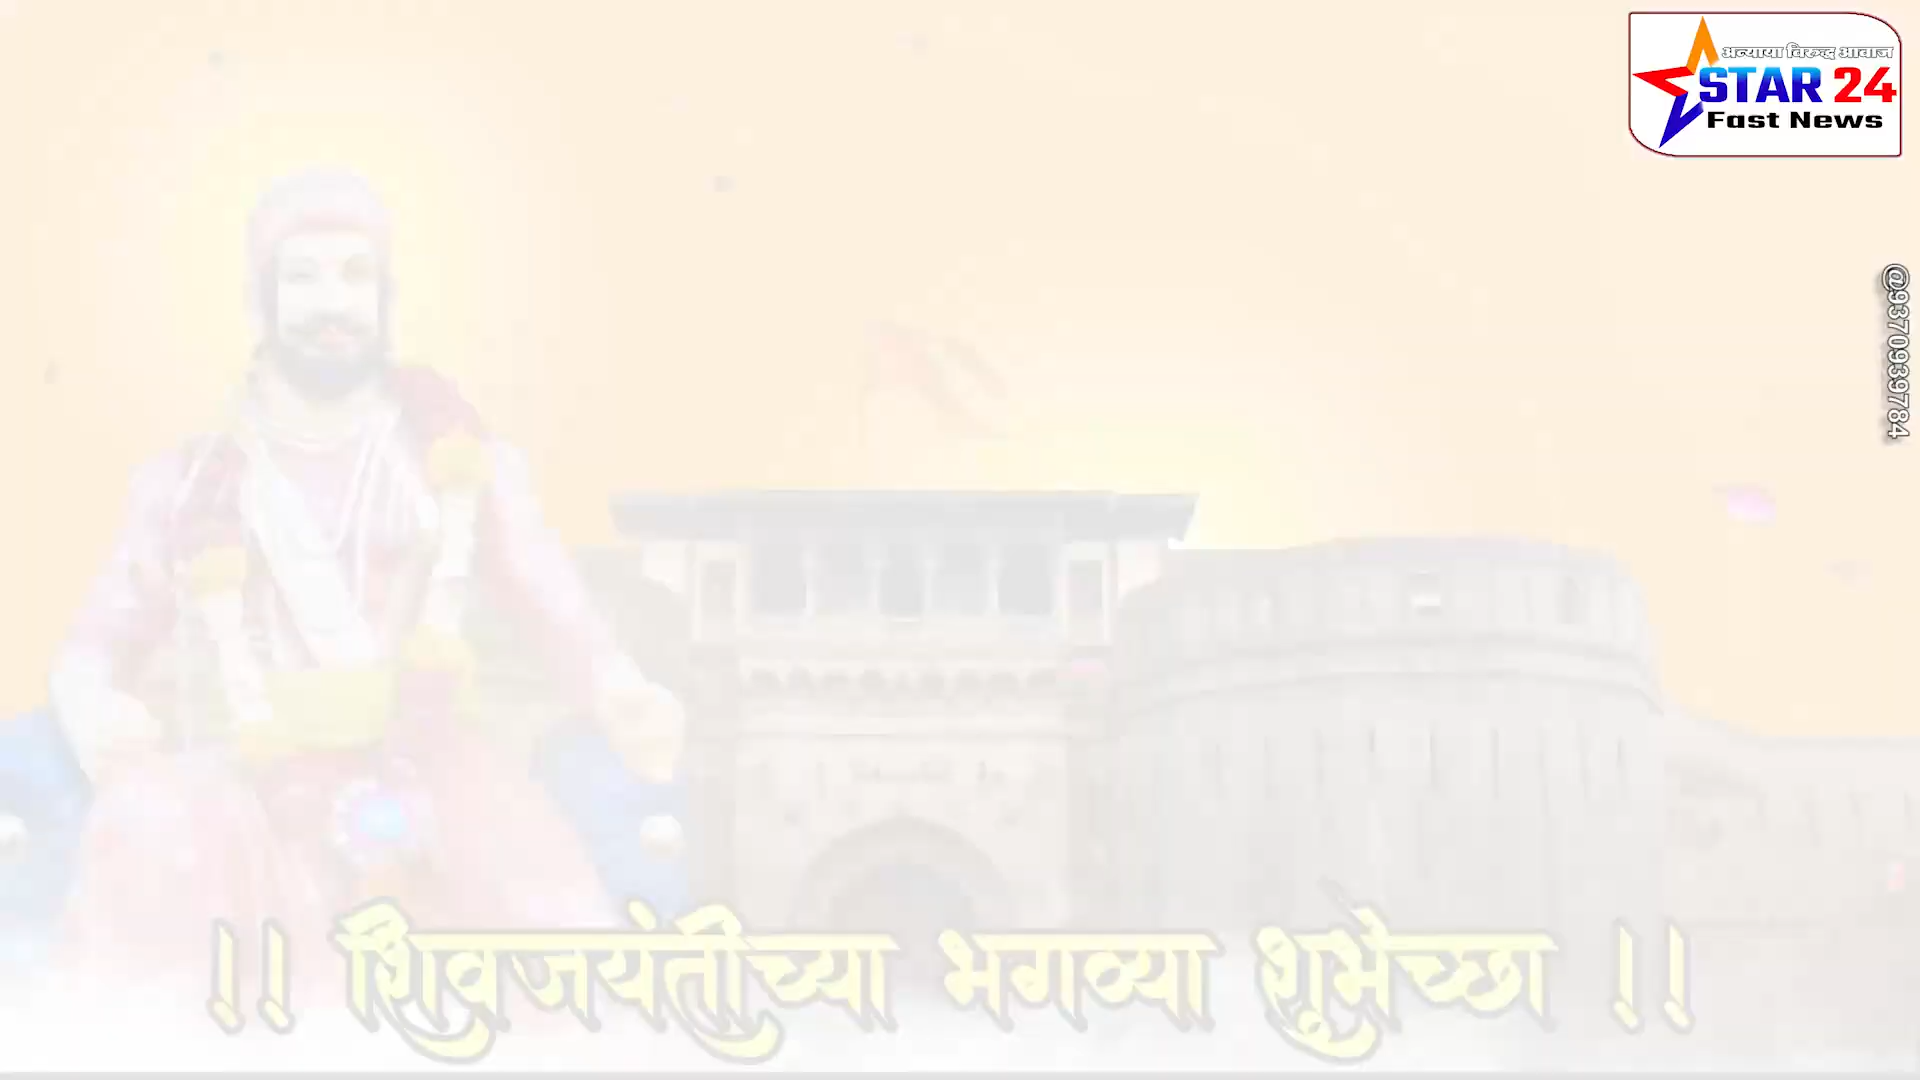 अन्याया विरुद्ध आवाज
STAR 24
Fast News
@9370939784
।। शिवजयंतीच्या भगव्या शुभेच्छा ।।